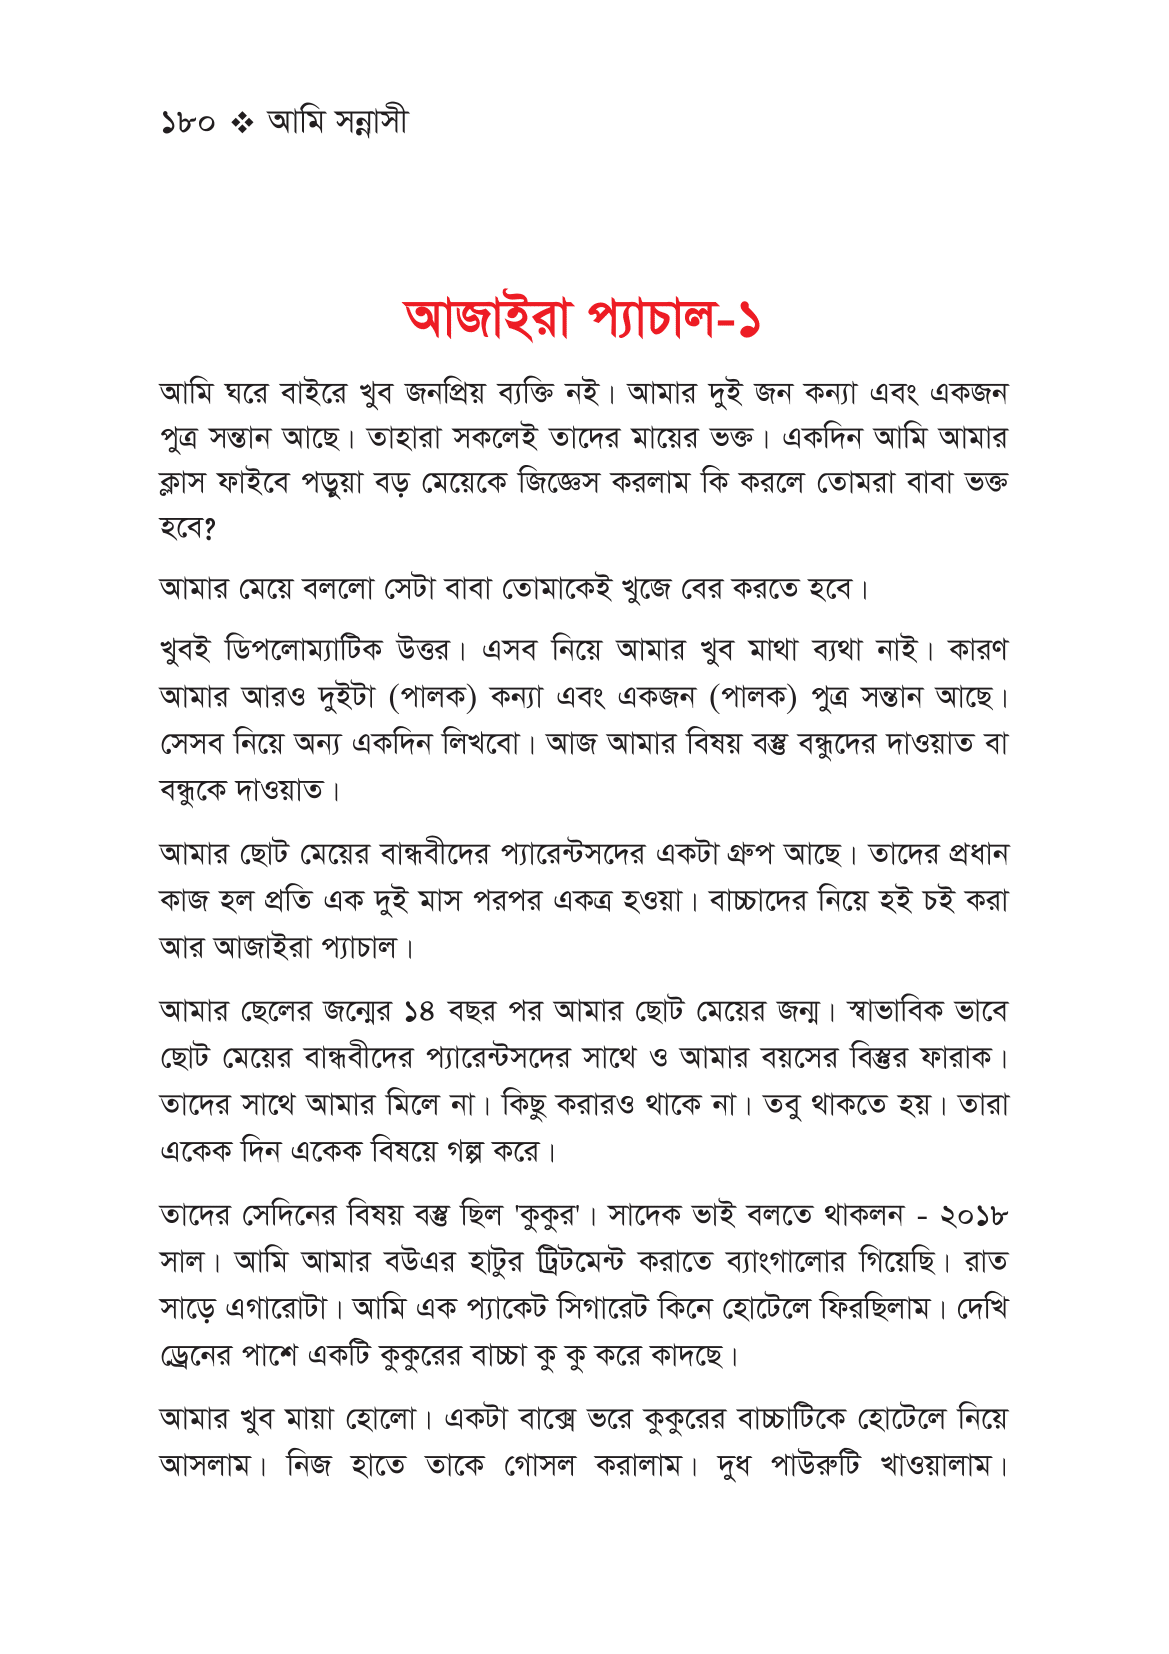 ১৮০ ❖ আমি সন্নাসী
আজাইরা প্যাচাল-১
আমি ঘরে বাইরে খুব জনপ্রিয় ব্যক্তি নই। আমার দুই জন কন্যা এবং একজন
পুত্র সন্তান আছে। তাহারা সকলেই তাদের মায়ের ভক্ত। একদিন আমি আমার
ক্লাস ফাইবে পড়ুয়া বড় মেয়েকে জিজ্ঞেস করলাম কি করলে তোমরা বাবা ভক্ত
হবে?
আমার মেয়ে বললো সেটা বাবা তোমাকেই খুজে বের করতে হবে।
খুবই ডিপলোম্যাটিক উত্তর। এসব নিয়ে আমার খুব মাথা ব্যথা নাই। কারণ
আমার আরও দুইটা (পালক) কন্যা এবং একজন (পালক) পুত্র সন্তান আছে।
সেসব নিয়ে অন্য একদিন লিখবো। আজ আমার বিষয় বস্তু বন্ধুদের দাওয়াত বা
বন্ধুকে দাওয়াত।
আমার ছোট মেয়ের বান্ধবীদের প্যারেন্টসদের একটা গ্রুপ আছে। তাদের প্রধান
কাজ হল প্রতি এক দুই মাস পরপর একত্র হওয়া। বাচ্চাদের নিয়ে হই চই করা
আর আজাইরা প্যাচাল।
আমার ছেলের জন্মের ১৪ বছর পর আমার ছোট মেয়ের জন্ম। স্বাভাবিক ভাবে
ছোট মেয়ের বান্ধবীদের প্যারেন্টসদের সাথে ও আমার বয়সের বিস্তুর ফারাক।
তাদের সাথে আমার মিলে না। কিছু করারও থাকে না। তবু থাকতে হয়। তারা
একেক দিন একেক বিষয়ে গল্প করে।
তাদের সেদিনের বিষয় বস্তু ছিল 'কুকুর'। সাদেক ভাই বলতে থাকলন - ২০১৮
সাল। আমি আমার বউএর হাটুর ট্রিটমেন্ট করাতে ব্যাংগালোর গিয়েছি। রাত
সাড়ে এগারোটা। আমি এক প্যাকেট সিগারেট কিনে হোটেলে ফিরছিলাম। দেখি
ড্রেনের পাশে একটি কুকুরের বাচ্চা কু কু করে কাদছে।
আমার খুব মায়া হোলো। একটা বাক্সে ভরে কুকুরের বাচ্চাটিকে হোটেলে নিয়ে
আসলাম। নিজ হাতে তাকে গোসল করালাম। দুধ পাউরুটি খাওয়ালাম।